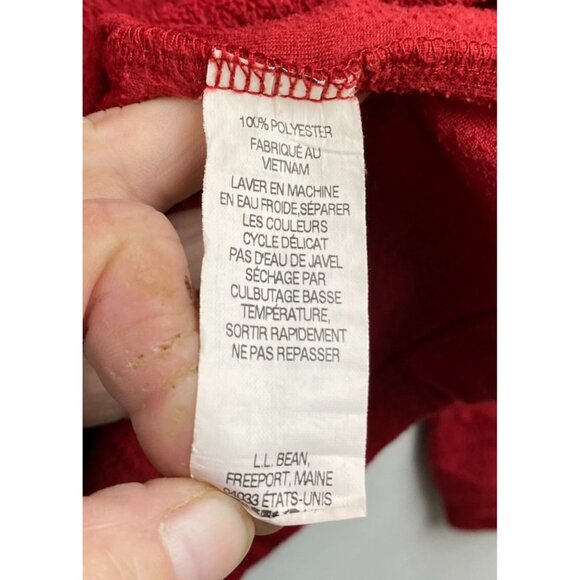 100% POLYESTER
FABRIQUÉ AU
VIETNAM
LAVER EN MACHINE
EN EAU FROIDE,SÉPARER
LES COULEURS
CYCLE DÉLICAT
PAS D'EAU DE JAVEL
SÉCHAGE PAR
CULBUTAGE BASSE
TEMPÉRATURE,
SORTIR RAPIDEMENT
NE PAS REPASSER
L.L. BEAN,
FREEPORT, MAINE
ÉTATS-UNIS